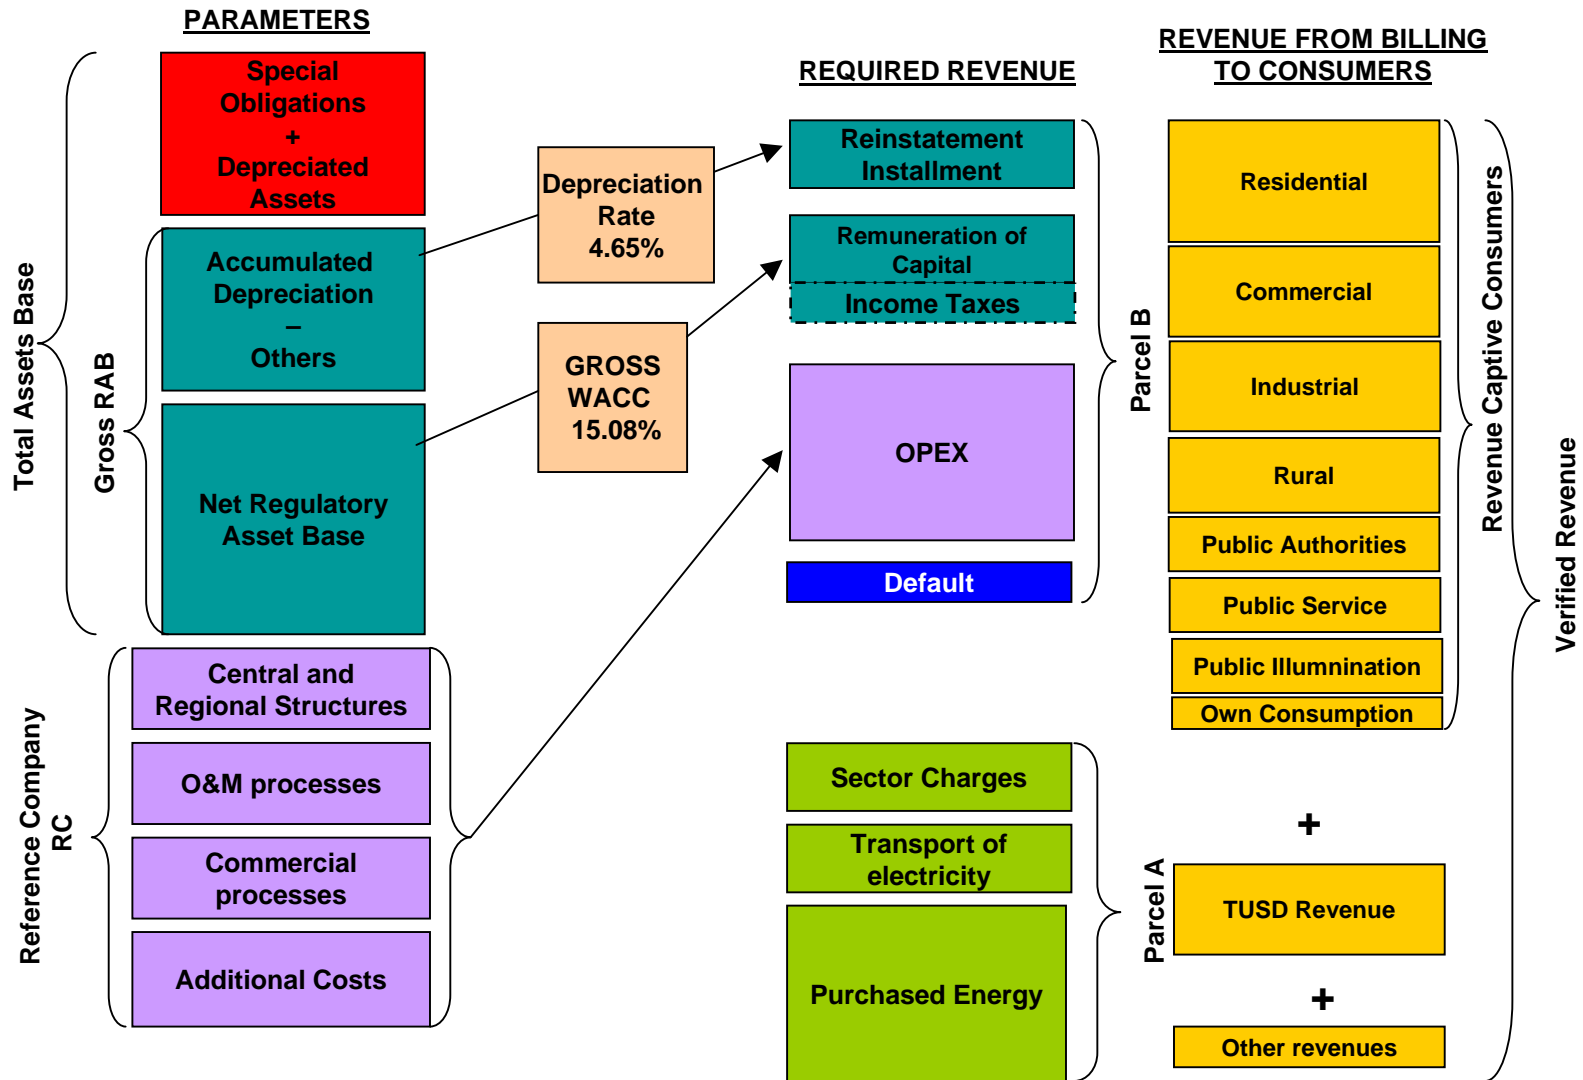 PARAMETERS
Special
Obligations
+
Depreciated
Assets
Accumulated
Depreciation
–
Others
Net Regulatory
Asset Base
Total Assets Base
Gross RAB
Central and
Regional Structures
O&M processes
Commercial
processes
Additional Costs
Reference Company
RC
Depreciation
Rate
4.65%
GROSS
WACC
15.08%
REQUIRED REVENUE
Reinstatement
Installment
Remuneration of
Capital
Income Taxes
OPEX
Default
Parcel B
Sector Charges
Transport of
electricity
Purchased Energy
Parcel A
REVENUE FROM BILLING
TO CONSUMERS
Residential
Commercial
Industrial
Rural
Public Authorities
Public Service
Public Illumnination
Own Consumption
Revenue Captive Consumers
+
TUSD Revenue
+
Other revenues
Verified Revenue